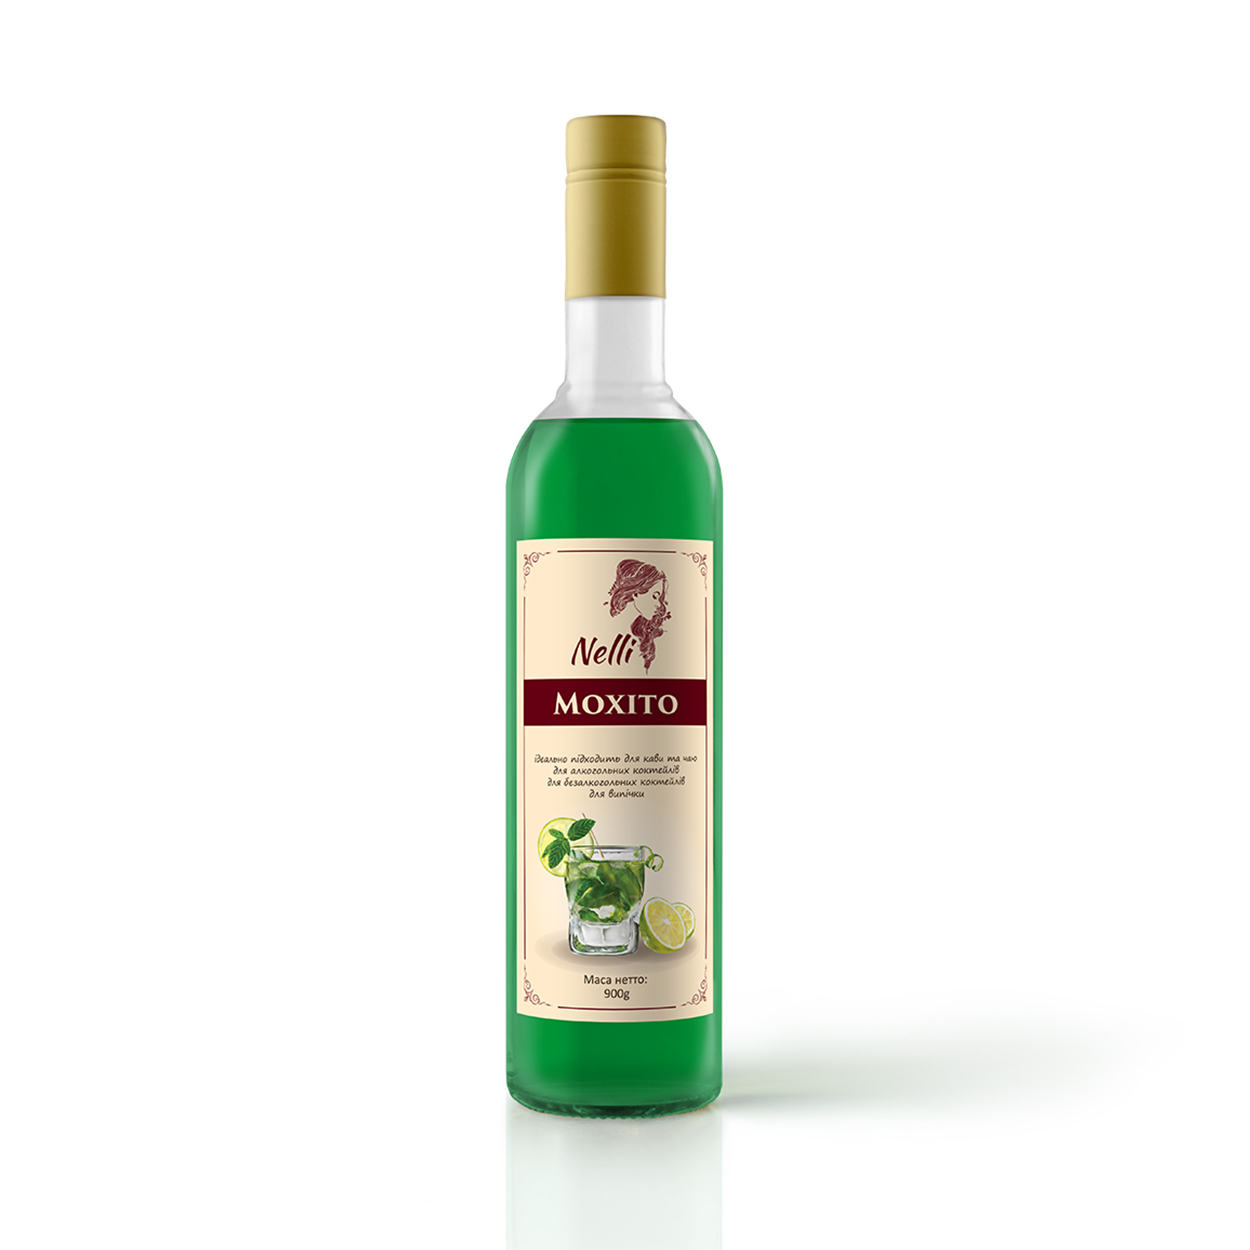 Nelli
Мохіто
ідеально підходить для кави та чаю
для алкогольних коктейлів
для безалкогольних коктейлів
для випічки
Маса нетто:
900g